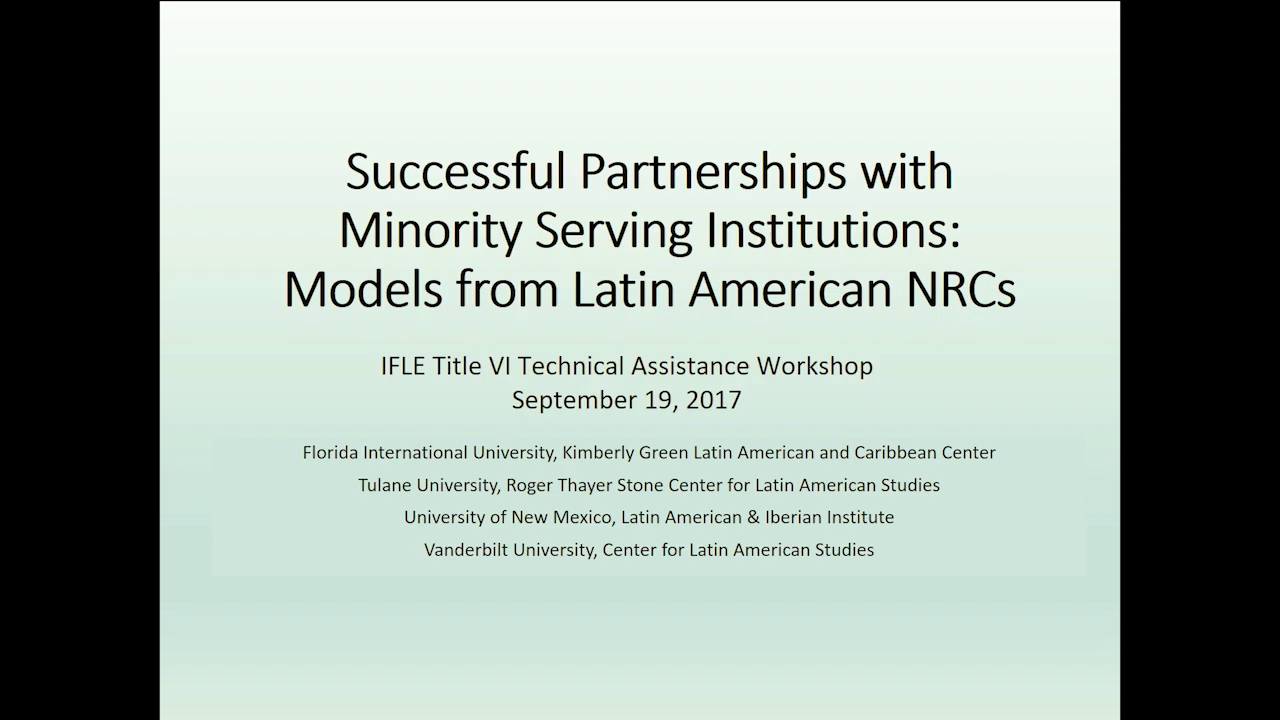 Successful Partnerships with
Minority Serving Institutions:
Models from Latin American NRCs
IFLE Title VI Technical Assistance Workshop
September 19, 2017
Florida International University, Kimberly Green Latin American and Caribbean Center
Tulane University, Roger Thayer Stone Center for Latin American Studies
University of New Mexico, Latin American & Iberian Institute
Vanderbilt University, Center for Latin American Studies